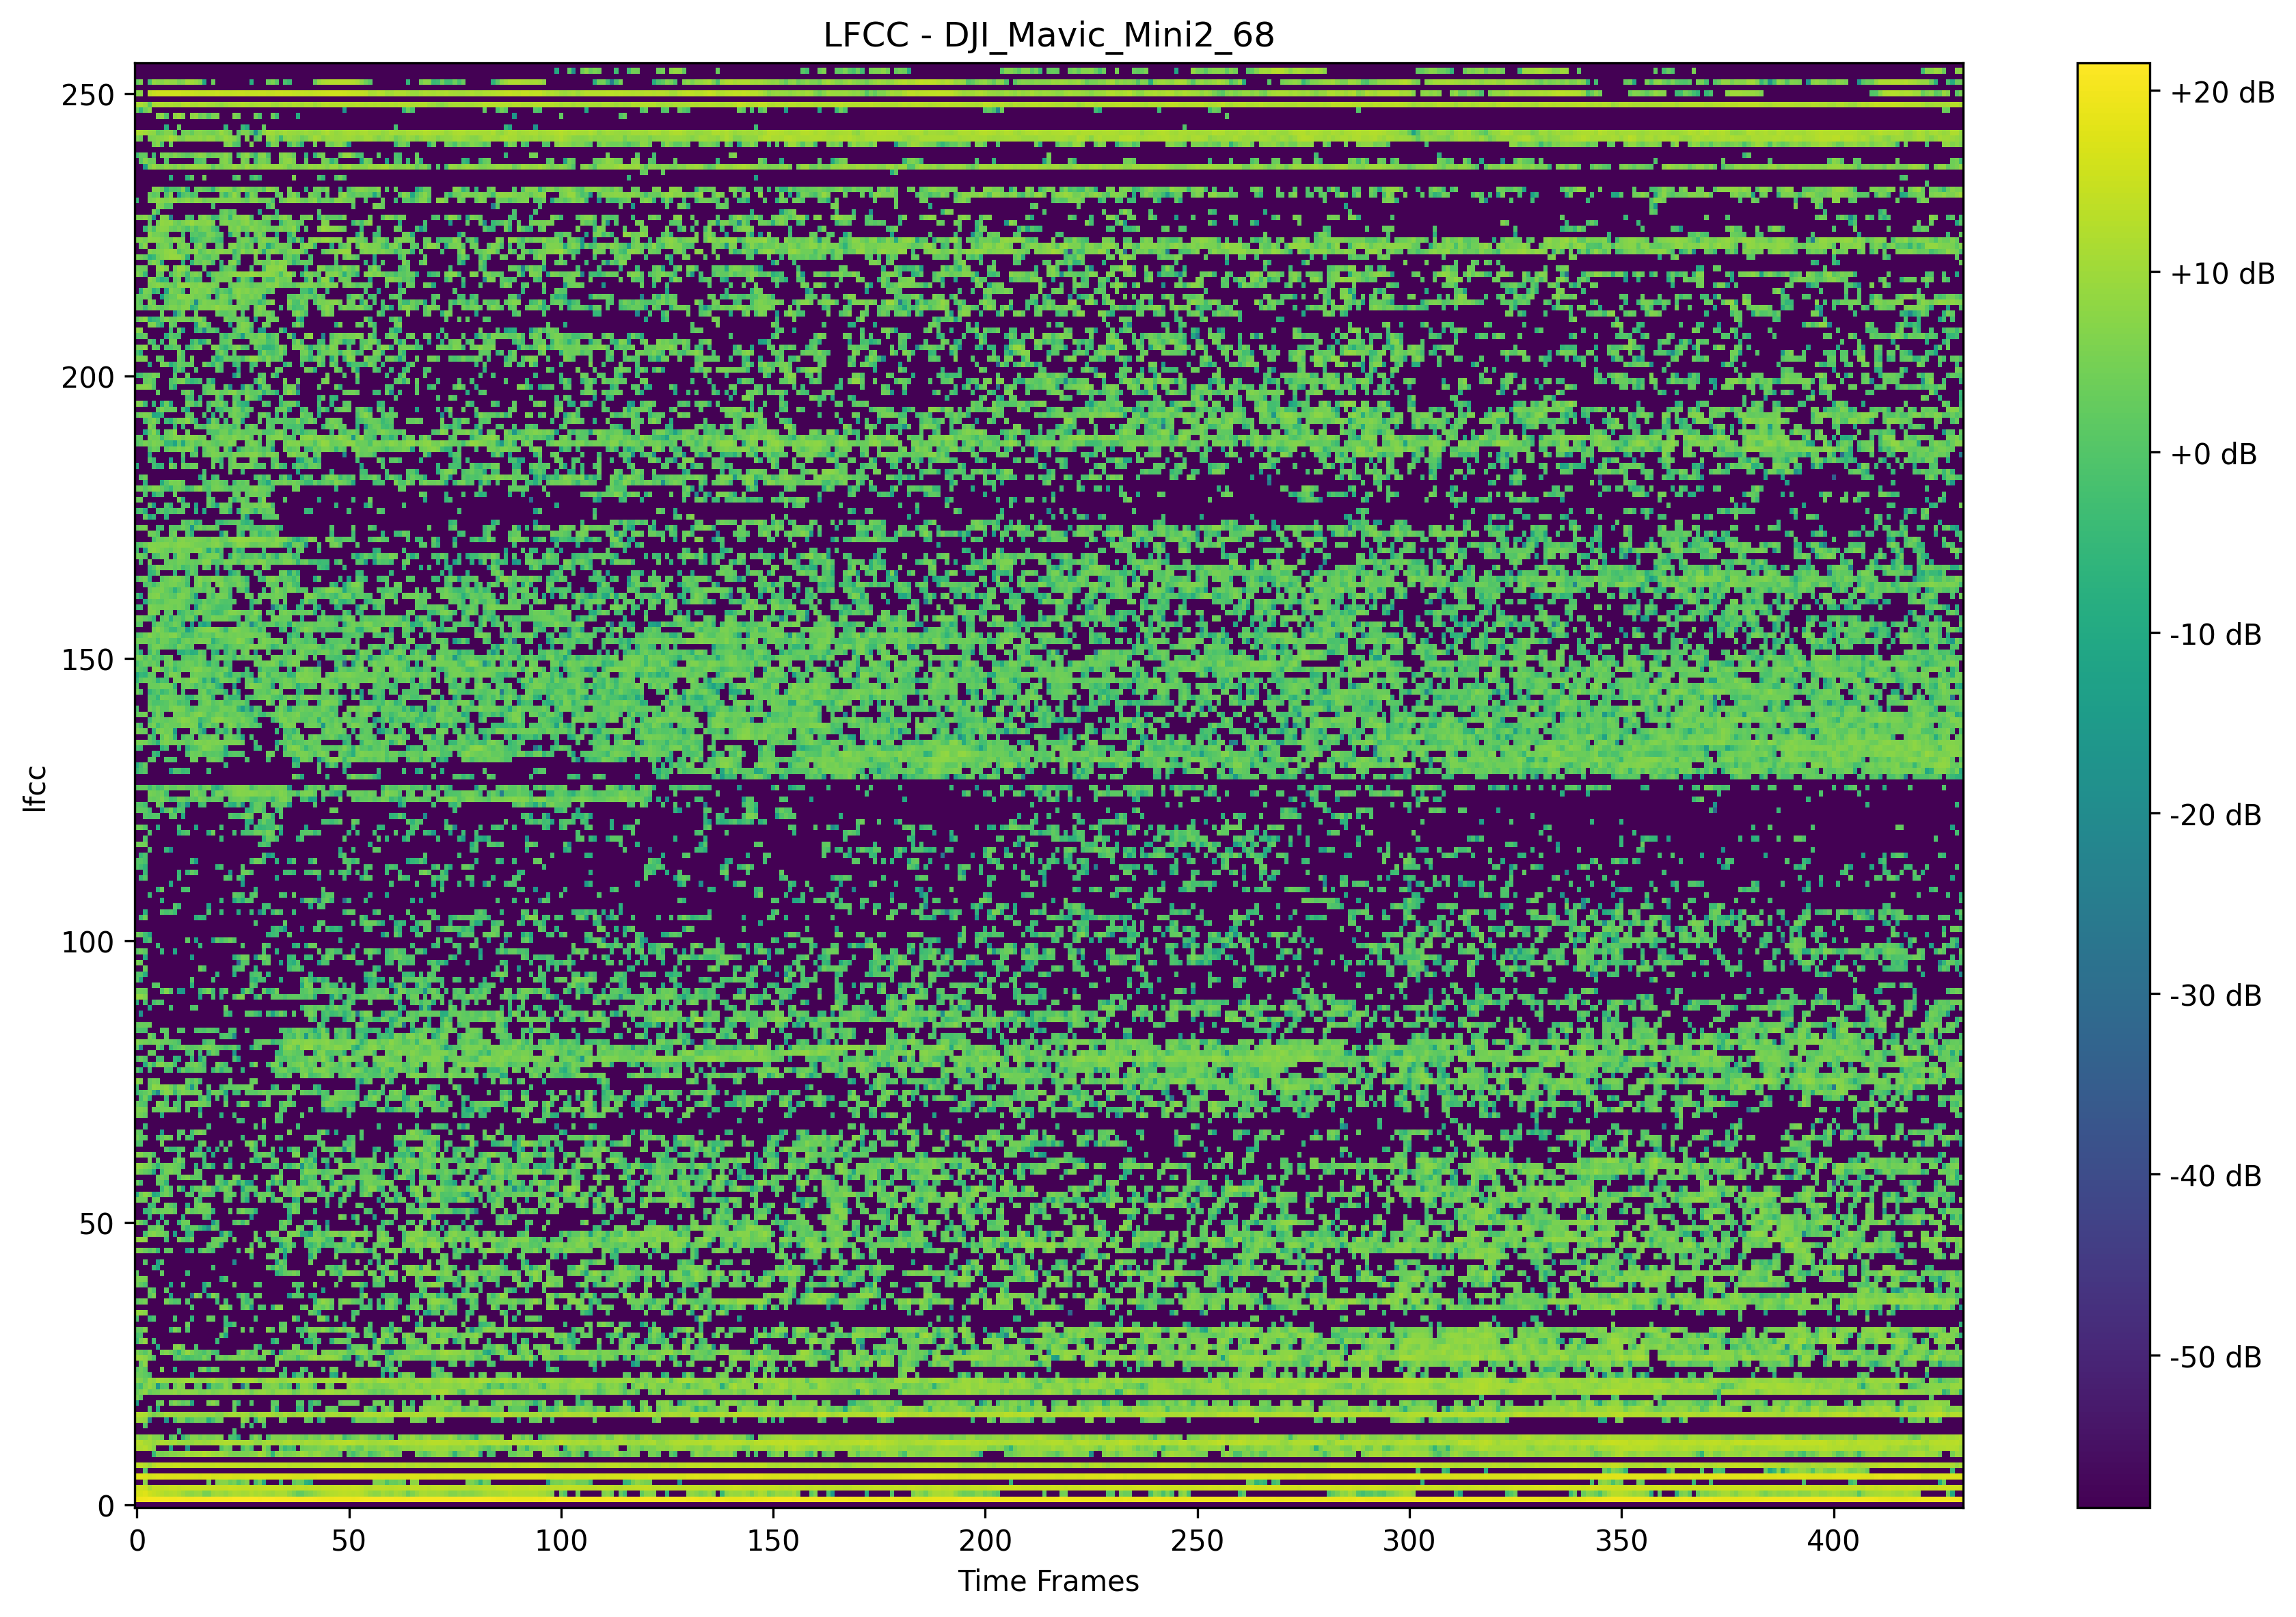 LFCC - DJI_Mavic_Mini2_68
250
200
150
100
50
0
lfcc
0 50 100 150 200 250 300 350 400
Time Frames
+20 dB
+10 dB
+0 dB
-10 dB
-20 dB
-30 dB
-40 dB
-50 dB